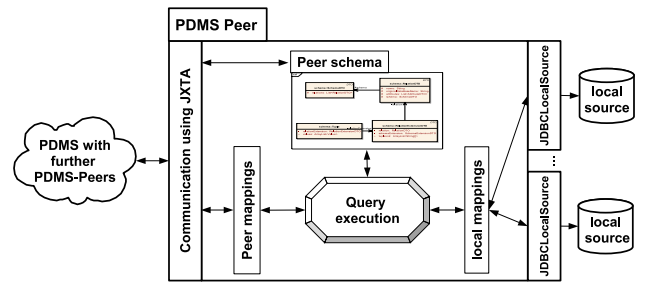 PDMS Peer
Communication using JXTA
Peer schema
JDBCLocalSource
local
source
PDMS with
further
PDMS-Peers
Peer mappings
Query
execution
local mappings
...
JDBCLocalSource
local
source